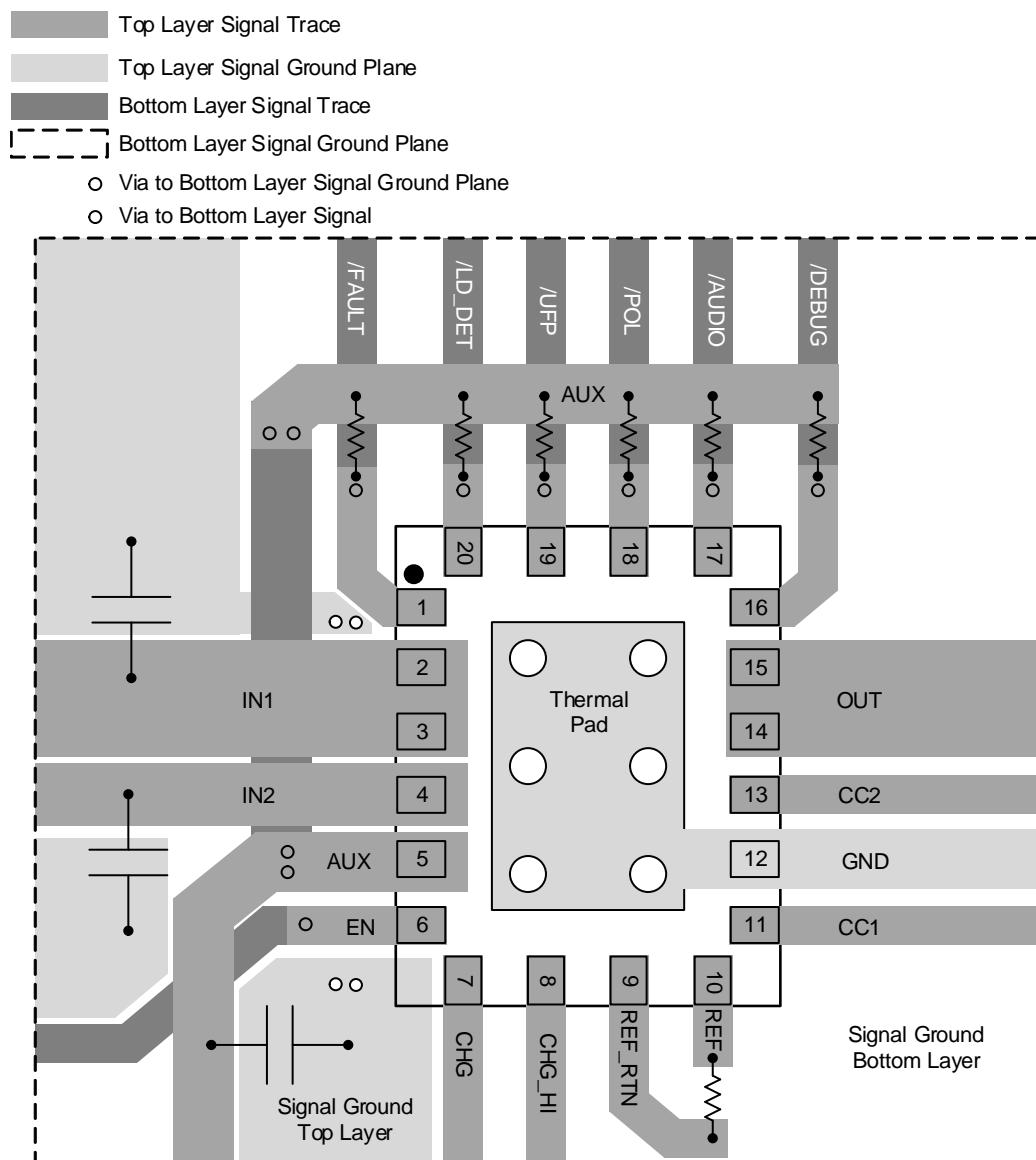 Top Layer Signal Trace
Top Layer Signal Ground Plane
Bottom Layer Signal Trace
Bottom Layer Signal Ground Plane
Via to Bottom Layer Signal Ground Plane
Via to Bottom Layer Signal
/FAULT
/LD_DET
/UFP
/POL
/AUDIO
/DEBUG
AUX
20
19
18
17
1
16
2
15
Thermal
Pad
IN1
OUT
3
14
IN2
4
13
CC2
AUX
5
12
GND
EN
6
11
CC1
7
8
9
10
CHG
CHG_HI
REF_RTN
REF
Signal Ground
Bottom Layer
Signal Ground
Top Layer